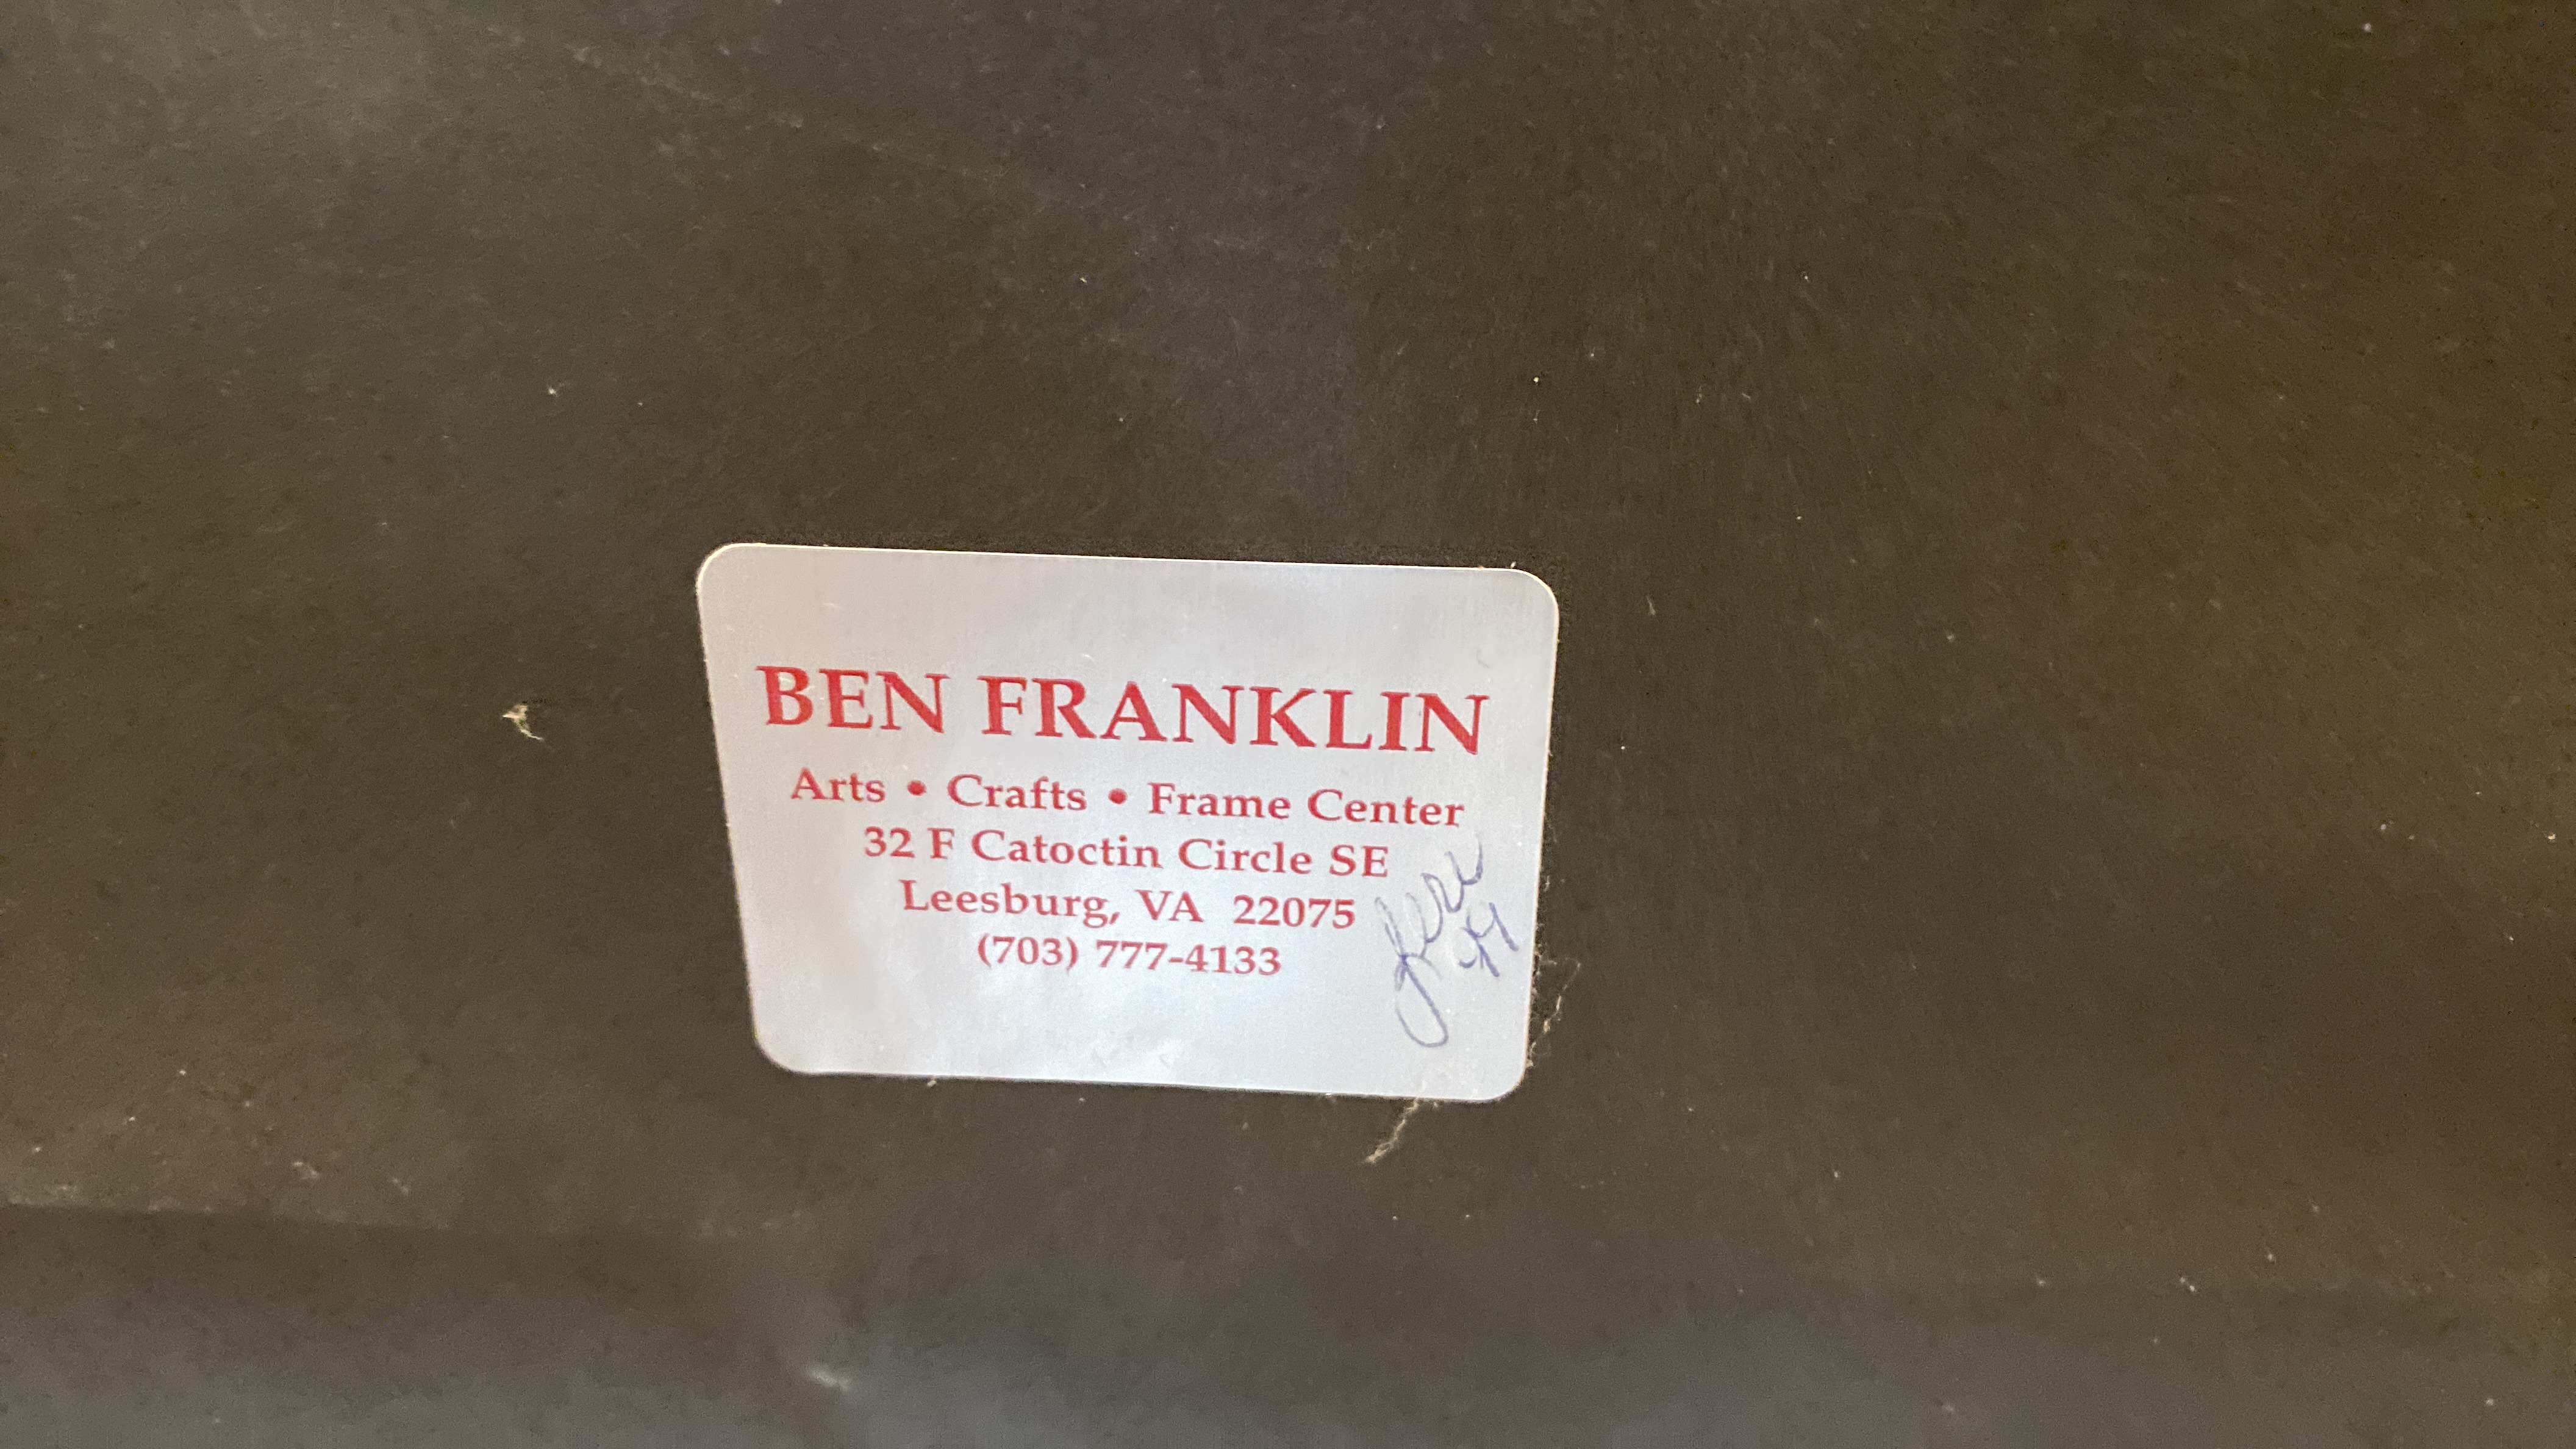 BEN FRANKLIN
Arts • Crafts • Frame Center
32 F Catoctin Circle SE
Leesburg, VA 22075
(703) 777-4133